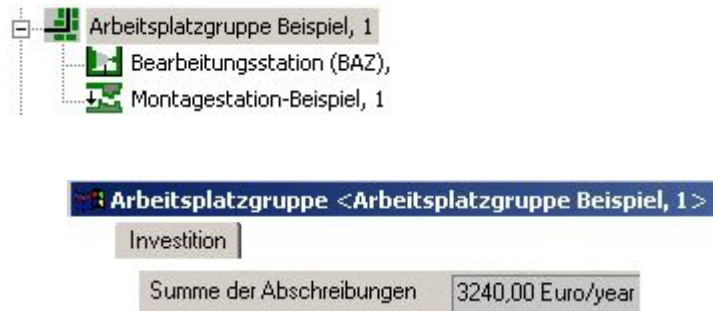 Arbeitsplatzgruppe Beispiel, 1
Bearbeitungsstation (BAZ),
Montagestation-Beispiel, 1
Arbeitsplatzgruppe <Arbeitsplatzgruppe Beispiel, 1>
Investition
Summe der Abschreibungen 3240,00 Euro/year